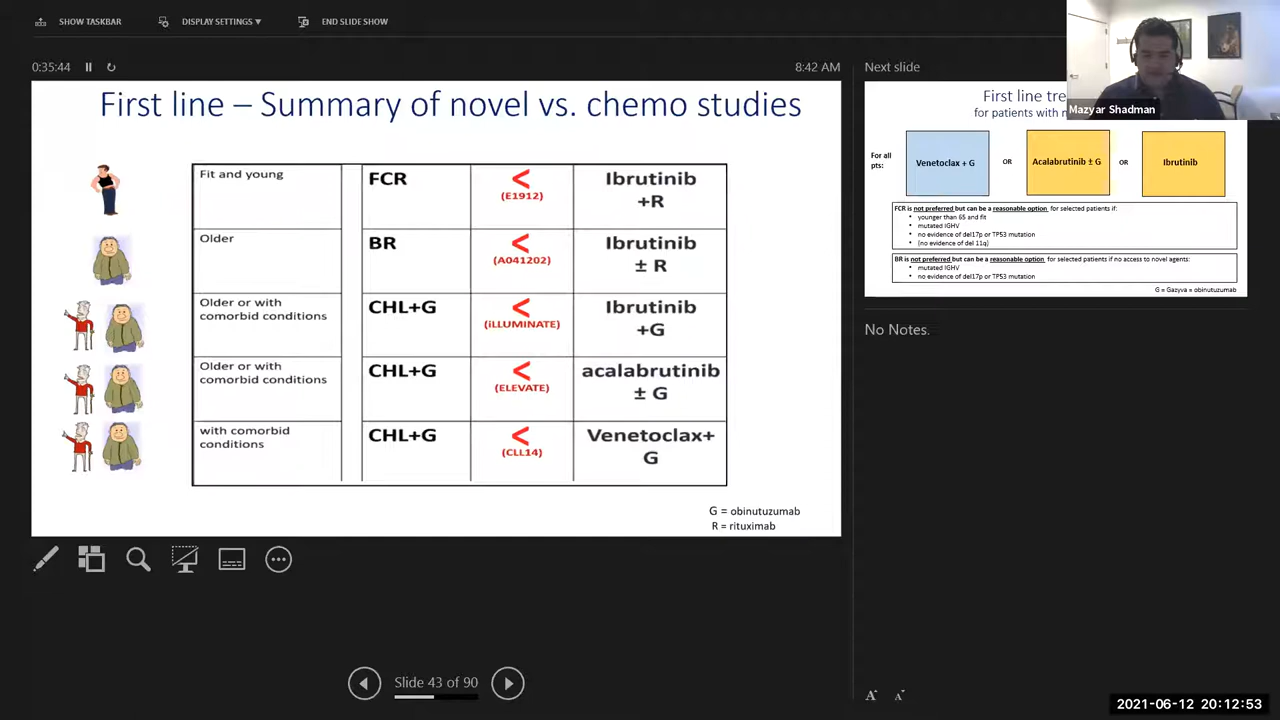 SHOW TASKBAR
DISPLAY SETTINGS ▼
END SLIDE SHOW
0:35:44
8:42 AM
First line – Summary of novel vs. chemo studies
Fit and young
FCR
<
(E1912)
Ibrutinib
+R
Older
BR
<
(A041202)
Ibrutinib
± R
Older or with
comorbid conditions
CHL+G
<
(iLLUMINATE)
Ibrutinib
+G
Older or with
comorbid conditions
CHL+G
<
(ELEVATE)
acalabrutinib
± G
with comorbid
conditions
CHL+G
<
(CLL14)
Venetoclax+
G
G = obinutuzumab
R = rituximab
Slide 43 of 90
Next slide
Mazyar Shadman
First line tre
for patients with
For all
pts:
Venetoclax + G
OR
Acalabrutinib ± G
OR
Ibrutinib
FCR is not preferred but can be a reasonable option for selected patients if:
• younger than 65 and fit
• mutated IGHV
• no evidence of del17p or TP53 mutation
• (no evidence of del 11q)
BR is not preferred but can be a reasonable option for selected patients if no access to novel agents:
• mutated IGHV
• no evidence of del17p or TP53 mutation
G = Gazyva = obinutuzumab
No Notes.
A A
2021-06-12 20:12:53